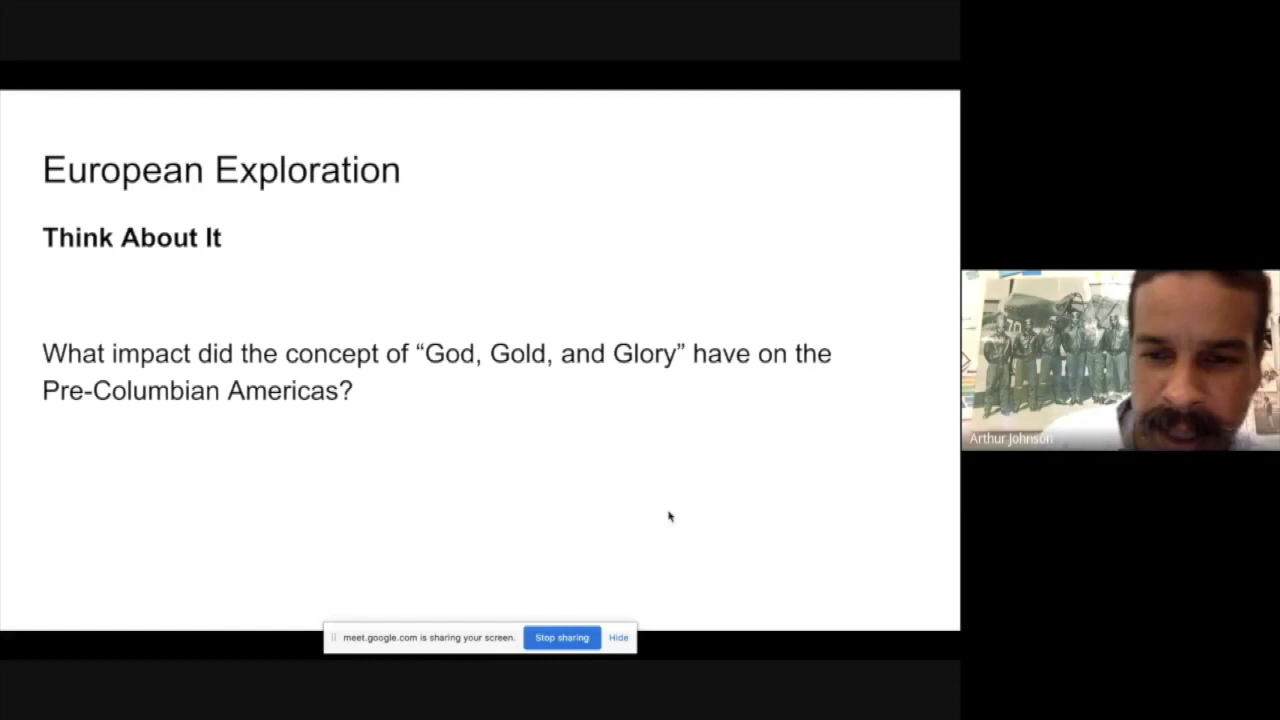 European Exploration
Think About It
What impact did the concept of “God, Gold, and Glory” have on the
Pre-Columbian Americas?
Arthur Johnson
meet.google.com is sharing your screen. Stop sharing Hide